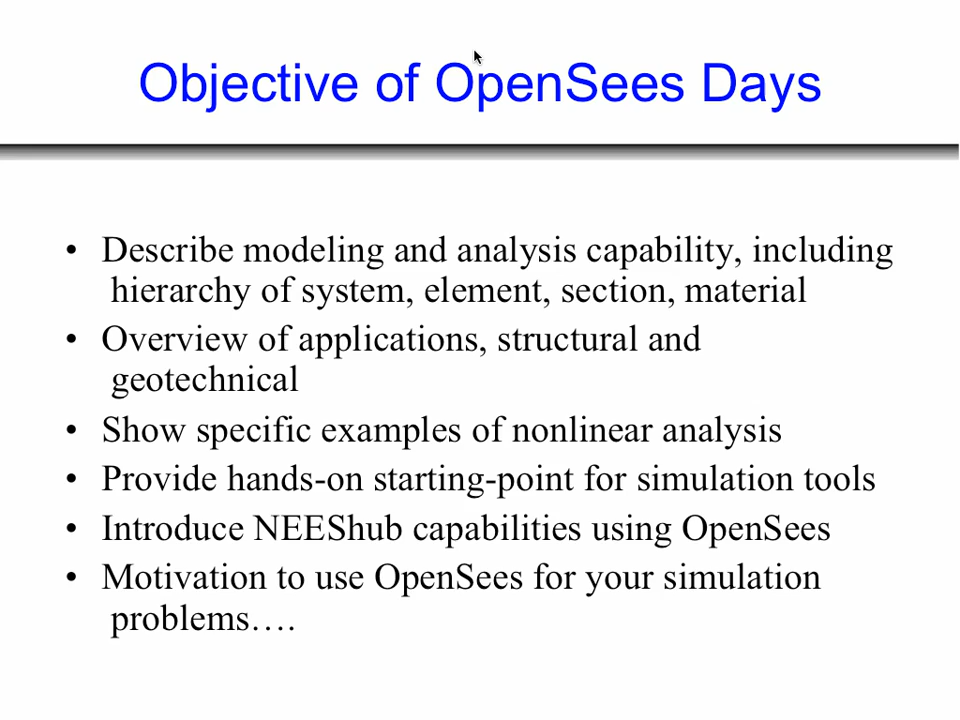 Objective of OpenSees Days
• Describe modeling and analysis capability, including
hierarchy of system, element, section, material
• Overview of applications, structural and
geotechnical
• Show specific examples of nonlinear analysis
• Provide hands-on starting-point for simulation tools
• Introduce NEEShub capabilities using OpenSees
• Motivation to use OpenSees for your simulation
problems….